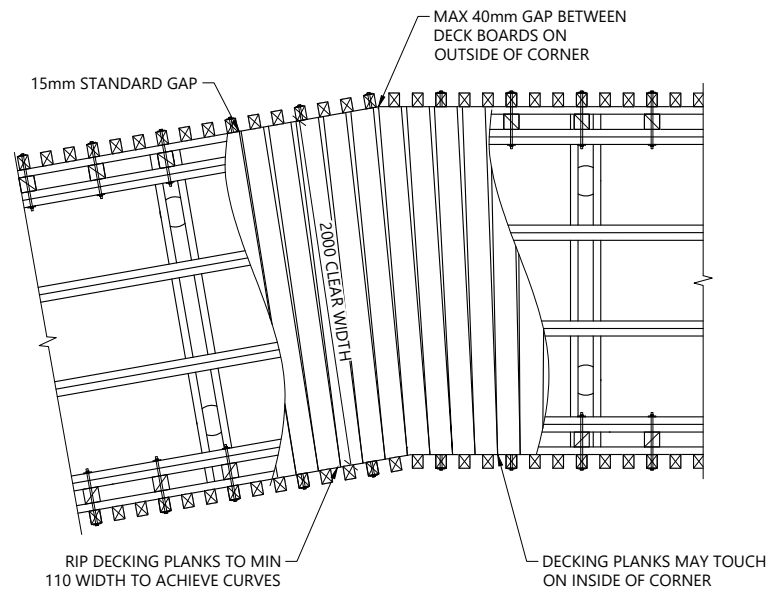 MAX 40mm GAP BETWEEN
DECK BOARDS ON
OUTSIDE OF CORNER
15mm STANDARD GAP
2000 CLEAR WIDTH
RIP DECKING PLANKS TO MIN
110 WIDTH TO ACHIEVE CURVES
DECKING PLANKS MAY TOUCH
ON INSIDE OF CORNER